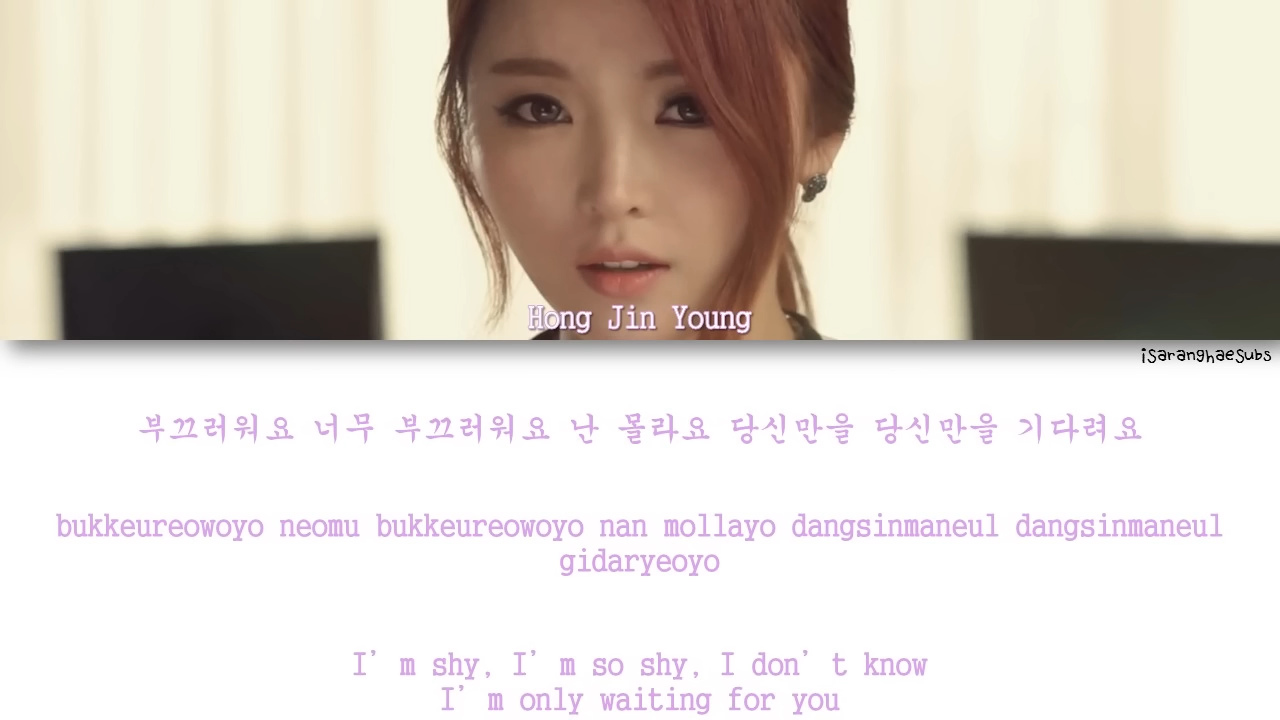 Hong Jin Young
iSaranghaeSubs
부끄러워요 너무 부끄러워요 난 몰라요 당신만을 당신만을 기다려요
bukkeureowoyo neomu bukkeureowoyo nan mollayo dangsinmaneul dangsinmaneul
gidaryeoyo
I’m shy, I’m so shy, I don’t know
I’m only waiting for you